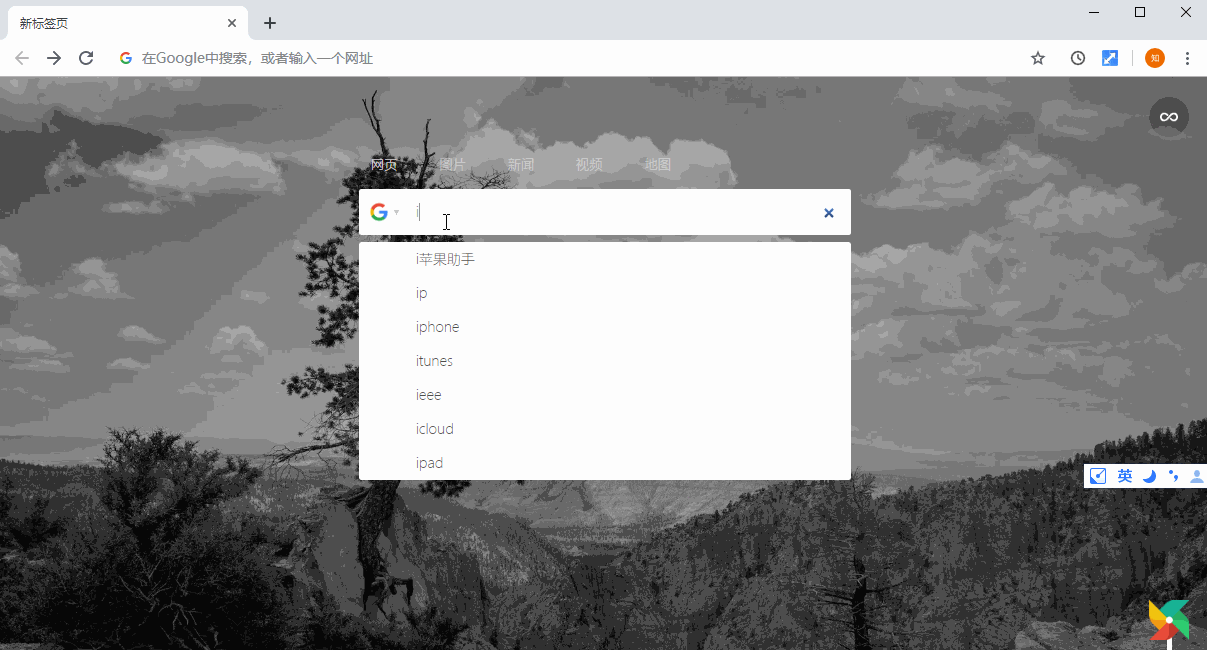 新标签页
在Google中搜索，或者输入一个网址
知
网页 图片 新闻 视频 地图
i
i苹果助手
ip
iphone
itunes
ieee
icloud
ipad
英